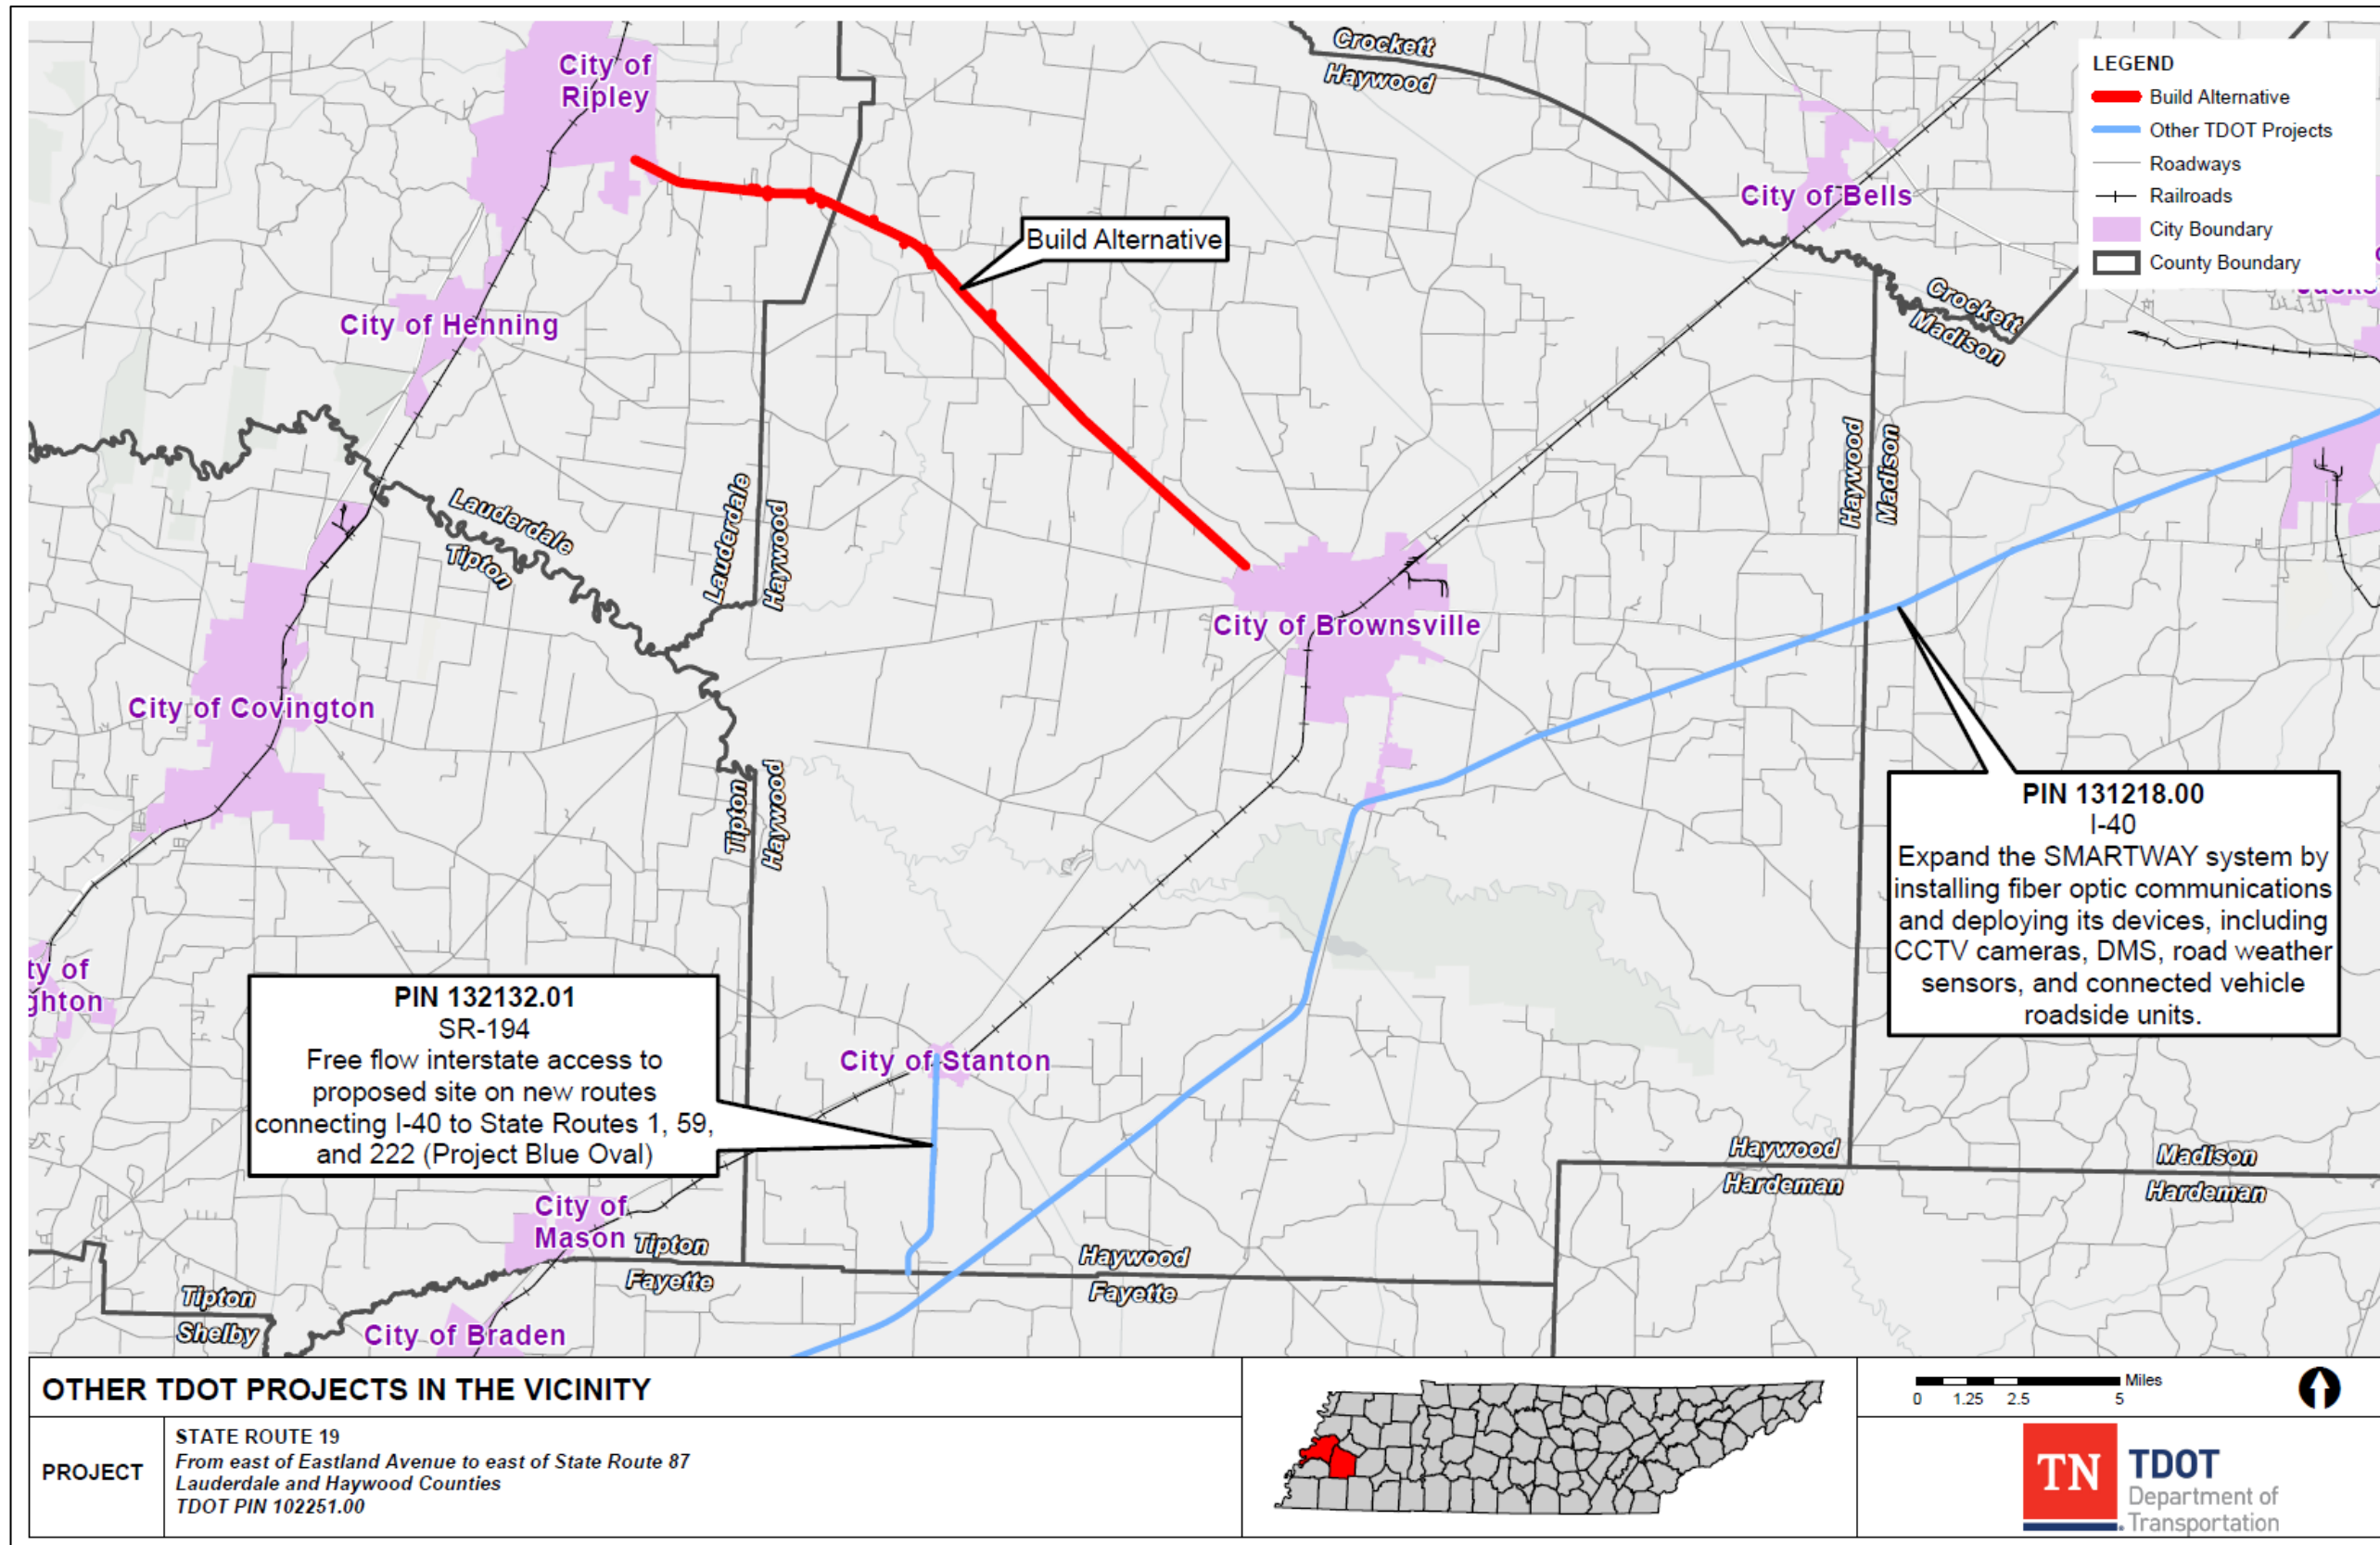 City of
Ripley
Crockett
Haywood
LEGEND
Build Alternative
Other TDOT Projects
Roadways
Railroads
City Boundary
County Boundary
City of Bells
Build Alternative
Crockett
Madison
City of Henning
Lauderdale
Tipton
Lauderdale
Haywood
Haywood
Madison
City of Brownsville
City of Covington
Tipton
Haywood
PIN 131218.00
I-40
Expand the SMARTWAY system by
installing fiber optic communications
and deploying its devices, including
CCTV cameras, DMS, road weather
sensors, and connected vehicle
roadside units.
ty of
ghton
PIN 132132.01
SR-194
Free flow interstate access to
proposed site on new routes
connecting I-40 to State Routes 1, 59,
and 222 (Project Blue Oval)
City of Stanton
Haywood
Hardeman
Madison
Hardeman
City of
Mason
Tipton
Fayette
Haywood
Fayette
Tipton
Shelby
City of Braden
OTHER TDOT PROJECTS IN THE VICINITY
PROJECT
STATE ROUTE 19
From east of Eastland Avenue to east of State Route 87
Lauderdale and Haywood Counties
TDOT PIN 102251.00
Miles
0 1.25 2.5 5
TN
TDOT
Department of
Transportation